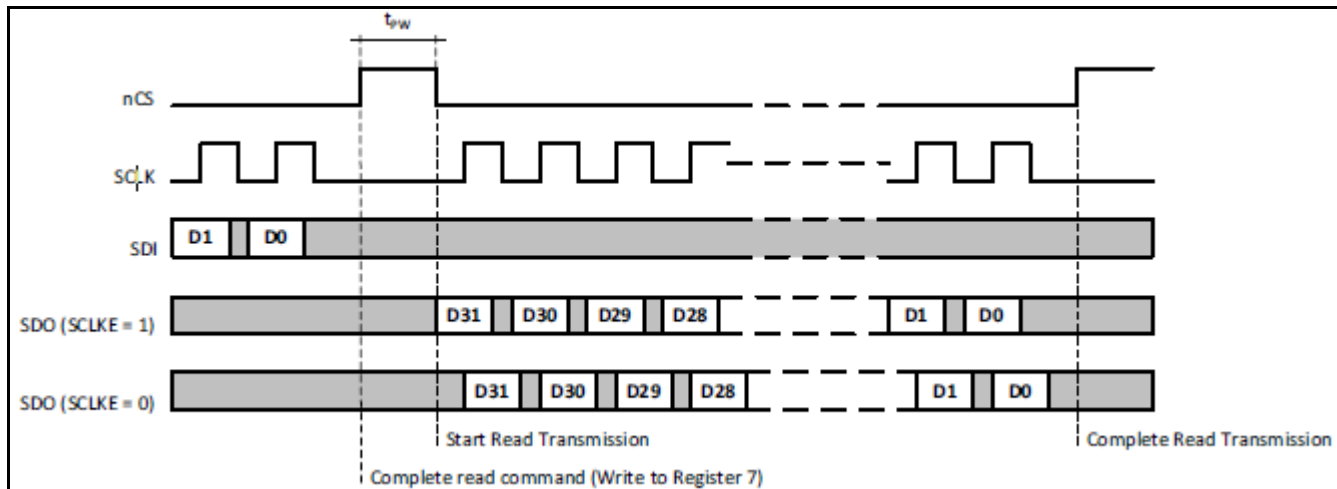 tPW
nCS
SCLK
SDI
D1 D0
SDO (SCLKE = 1)
D31 D30 D29 D28 D1 D0
SDO (SCLKE = 0)
D31 D30 D29 D28 D1 D0
Start Read Transmission
Complete Read Transmission
Complete read command (Write to Register 7)